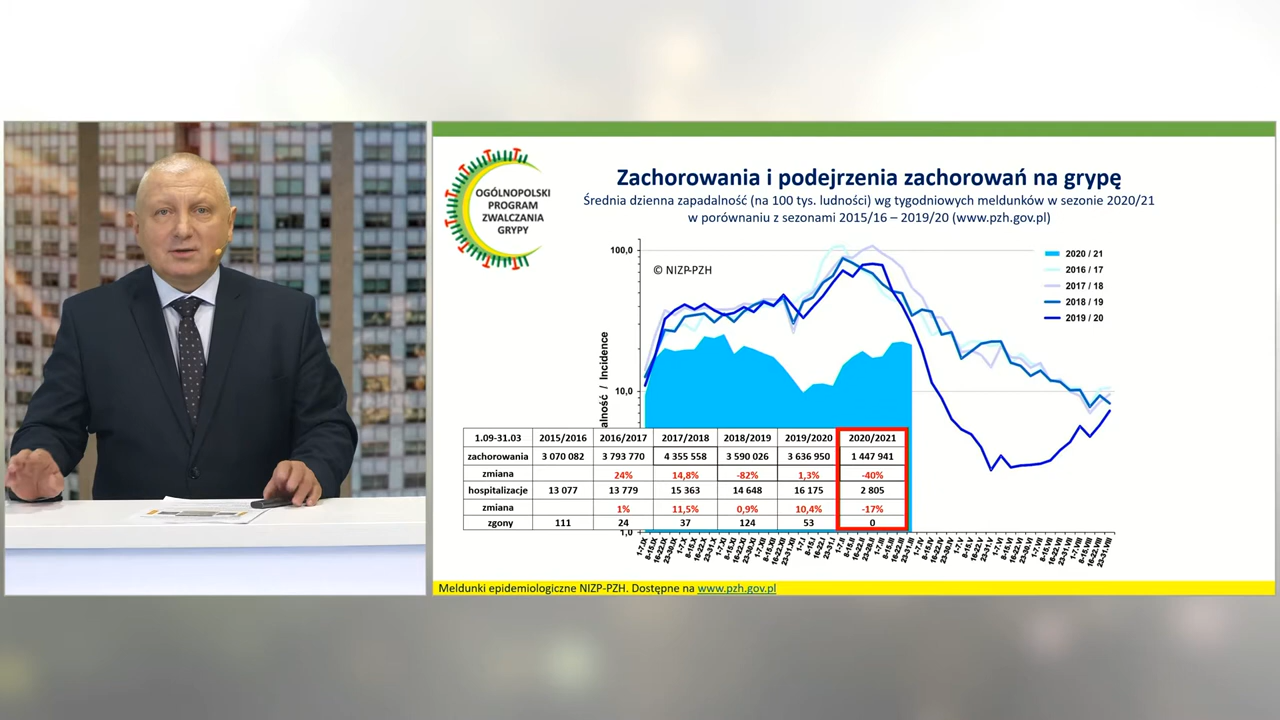 OGÓLNOPOLSKI
PROGRAM
ZWALCZANIA
GRYPY
Zachorowania i podejrzenia zachorowań na grypę
Średnia dzienna zapadalność (na 100 tys. ludności) wg tygodniowych meldunków w sezonie 2020/21
w porównaniu z sezonami 2015/16 – 2019/20 (www.pzh.gov.pl)
100,0
© NIZP-PZH
2020 / 21
2016 / 17
2017 / 18
2018 / 19
2019 / 20
alność / Incidence
10,0
1.09-31.03 2015/2016 2016/2017 2017/2018 2018/2019 2019/2020 2020/2021
zachorowania 3 070 082 3 793 770 4 355 558 3 590 026 3 636 950 1 447 941
zmiana 24% 14,8% -82% 1,3% -40%
hospitalizacje 13 077 13 779 15 363 14 648 16 175 2 805
zmiana 1% 11,5% 0,9% 10,4% -17%
zgony 111 24 37 124 53 0
1,0
Meldunki epidemiologiczne NIZP-PZH. Dostępne na www.pzh.gov.pl